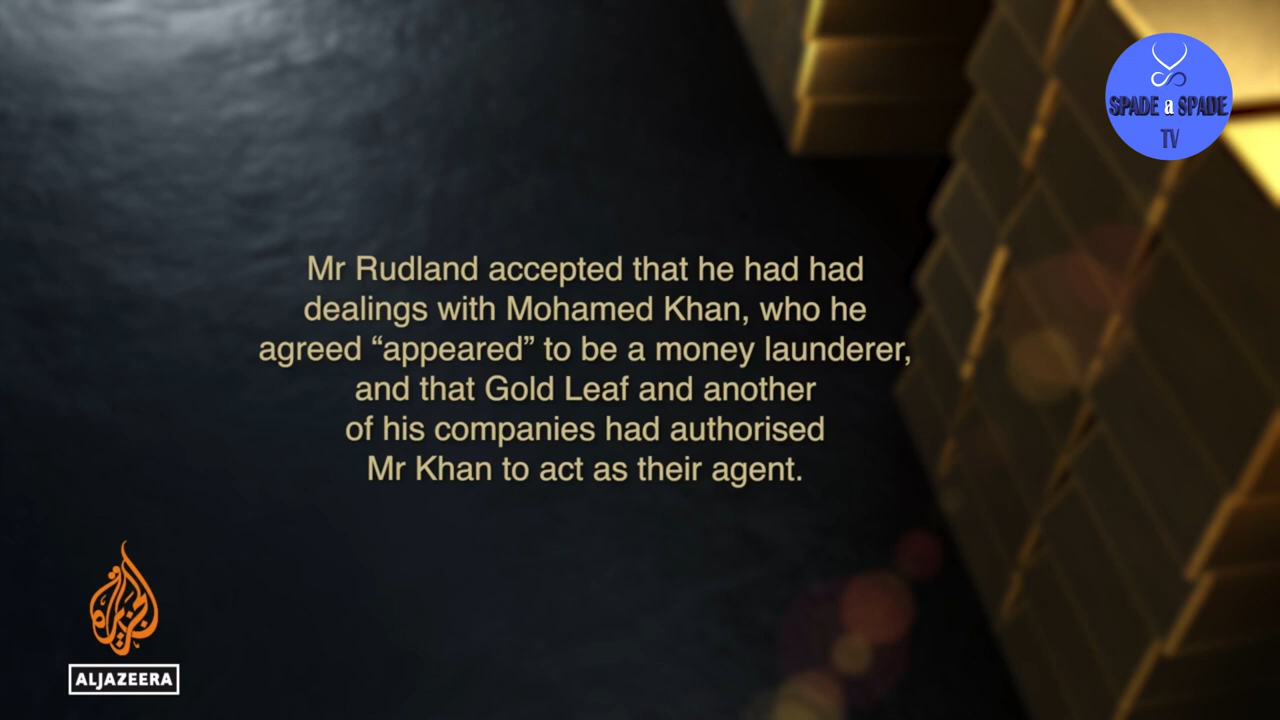 SPADE a SPADE
TV
Mr Rudland accepted that he had had
dealings with Mohamed Khan, who he
agreed “appeared” to be a money launderer,
and that Gold Leaf and another
of his companies had authorised
Mr Khan to act as their agent.
الجزيرة
ALJAZEERA